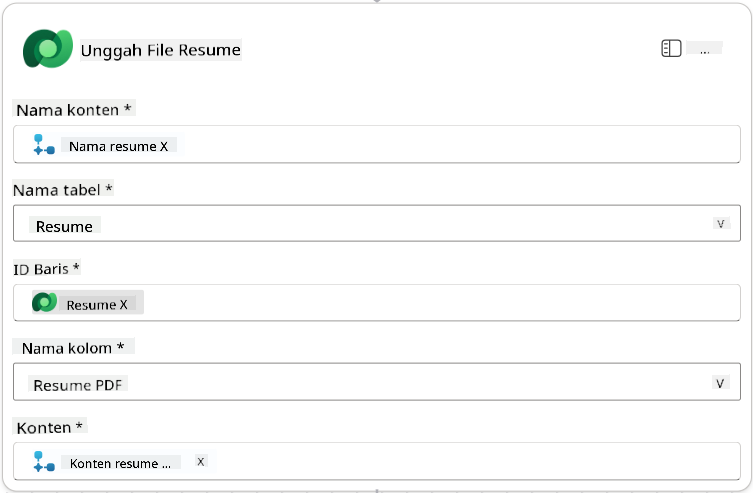 Unggah File Resume
...
Nama konten *
Nama resume X
Nama tabel *
Resume V
ID Baris *
Resume X
Nama kolom *
Resume PDF V
Konten *
Konten resume ... X